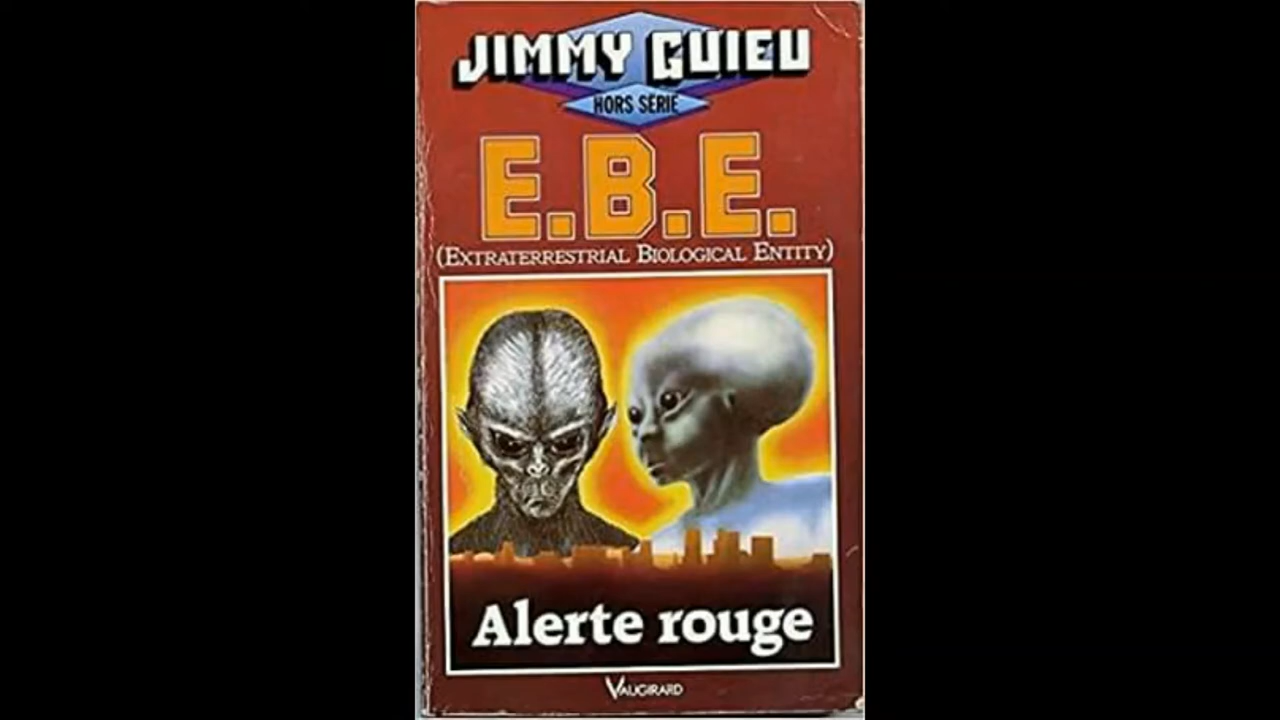 JIMMY GUIEU
HORS SÉRIE
E.B.E.
(EXTRATERRESTRIAL BIOLOGICAL ENTITY)
Alerte rouge
VAUGIRARD